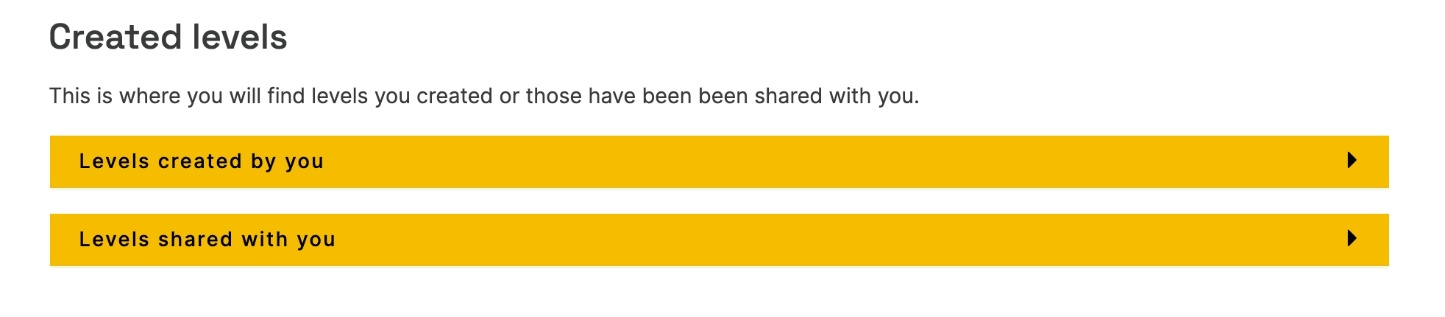 Created levels
This is where you will find levels you created or those have been been shared with you.
Levels created by you
Levels shared with you